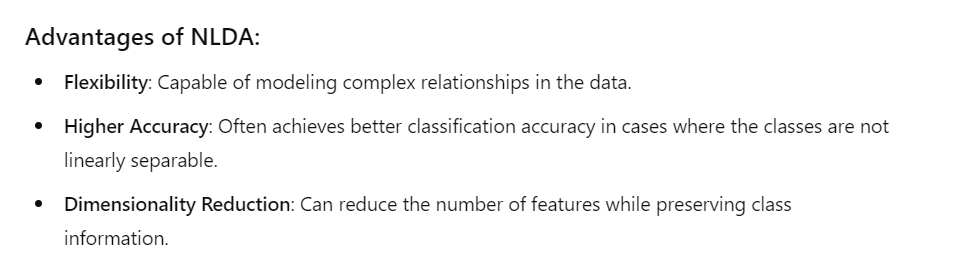 Advantages of NLDA:
• Flexibility: Capable of modeling complex relationships in the data.
• Higher Accuracy: Often achieves better classification accuracy in cases where the classes are not
linearly separable.
• Dimensionality Reduction: Can reduce the number of features while preserving class
information.